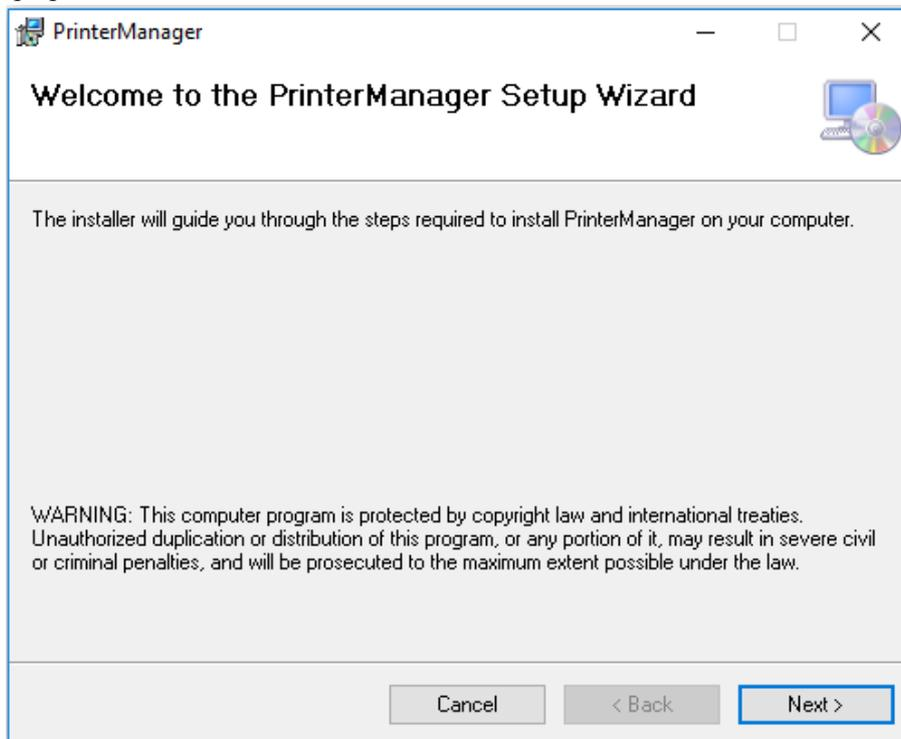 PrinterManager
Welcome to the PrinterManager Setup Wizard
The installer will guide you through the steps required to install PrinterManager on your computer.
WARNING: This computer program is protected by copyright law and international treaties.
Unauthorized duplication or distribution of this program, or any portion of it, may result in severe civil
or criminal penalties, and will be prosecuted to the maximum extent possible under the law.
Cancel < Back Next >